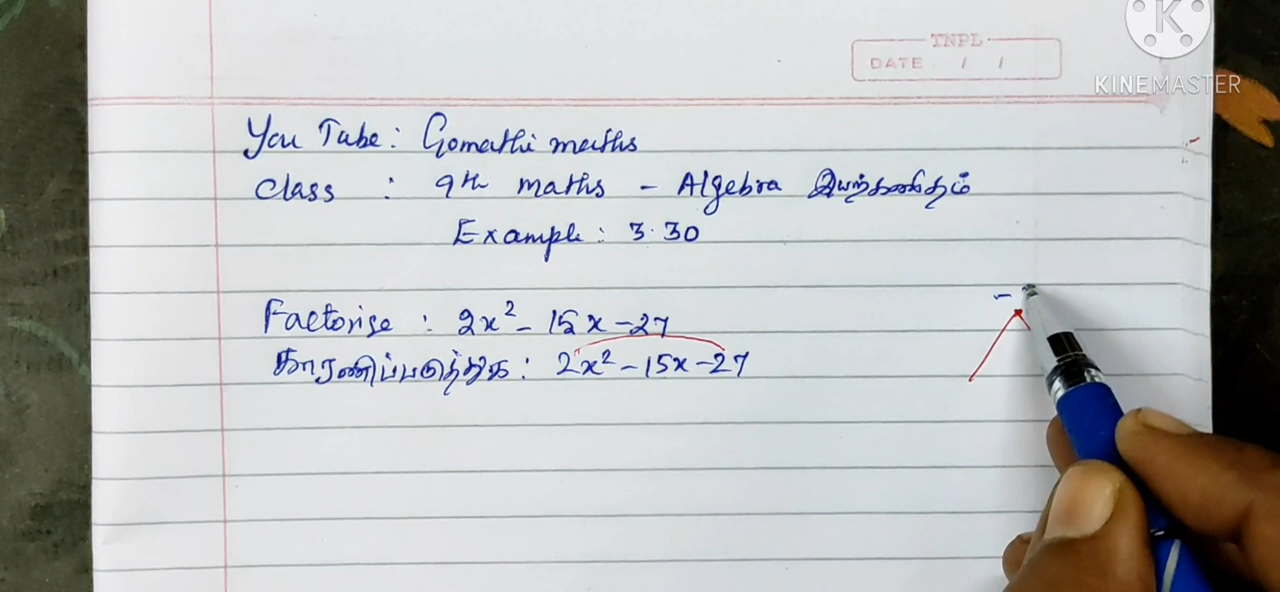 K
KINEMASTER
TNPL
DATE / /
You Tube : Gomathi maths
Class : 9th maths - Algebra இயற்கணிதம்
Example : 3.30
Factorise : 2x² - 15x - 27
காரணிப்படுத்துக : 2x² - 15x - 27
-